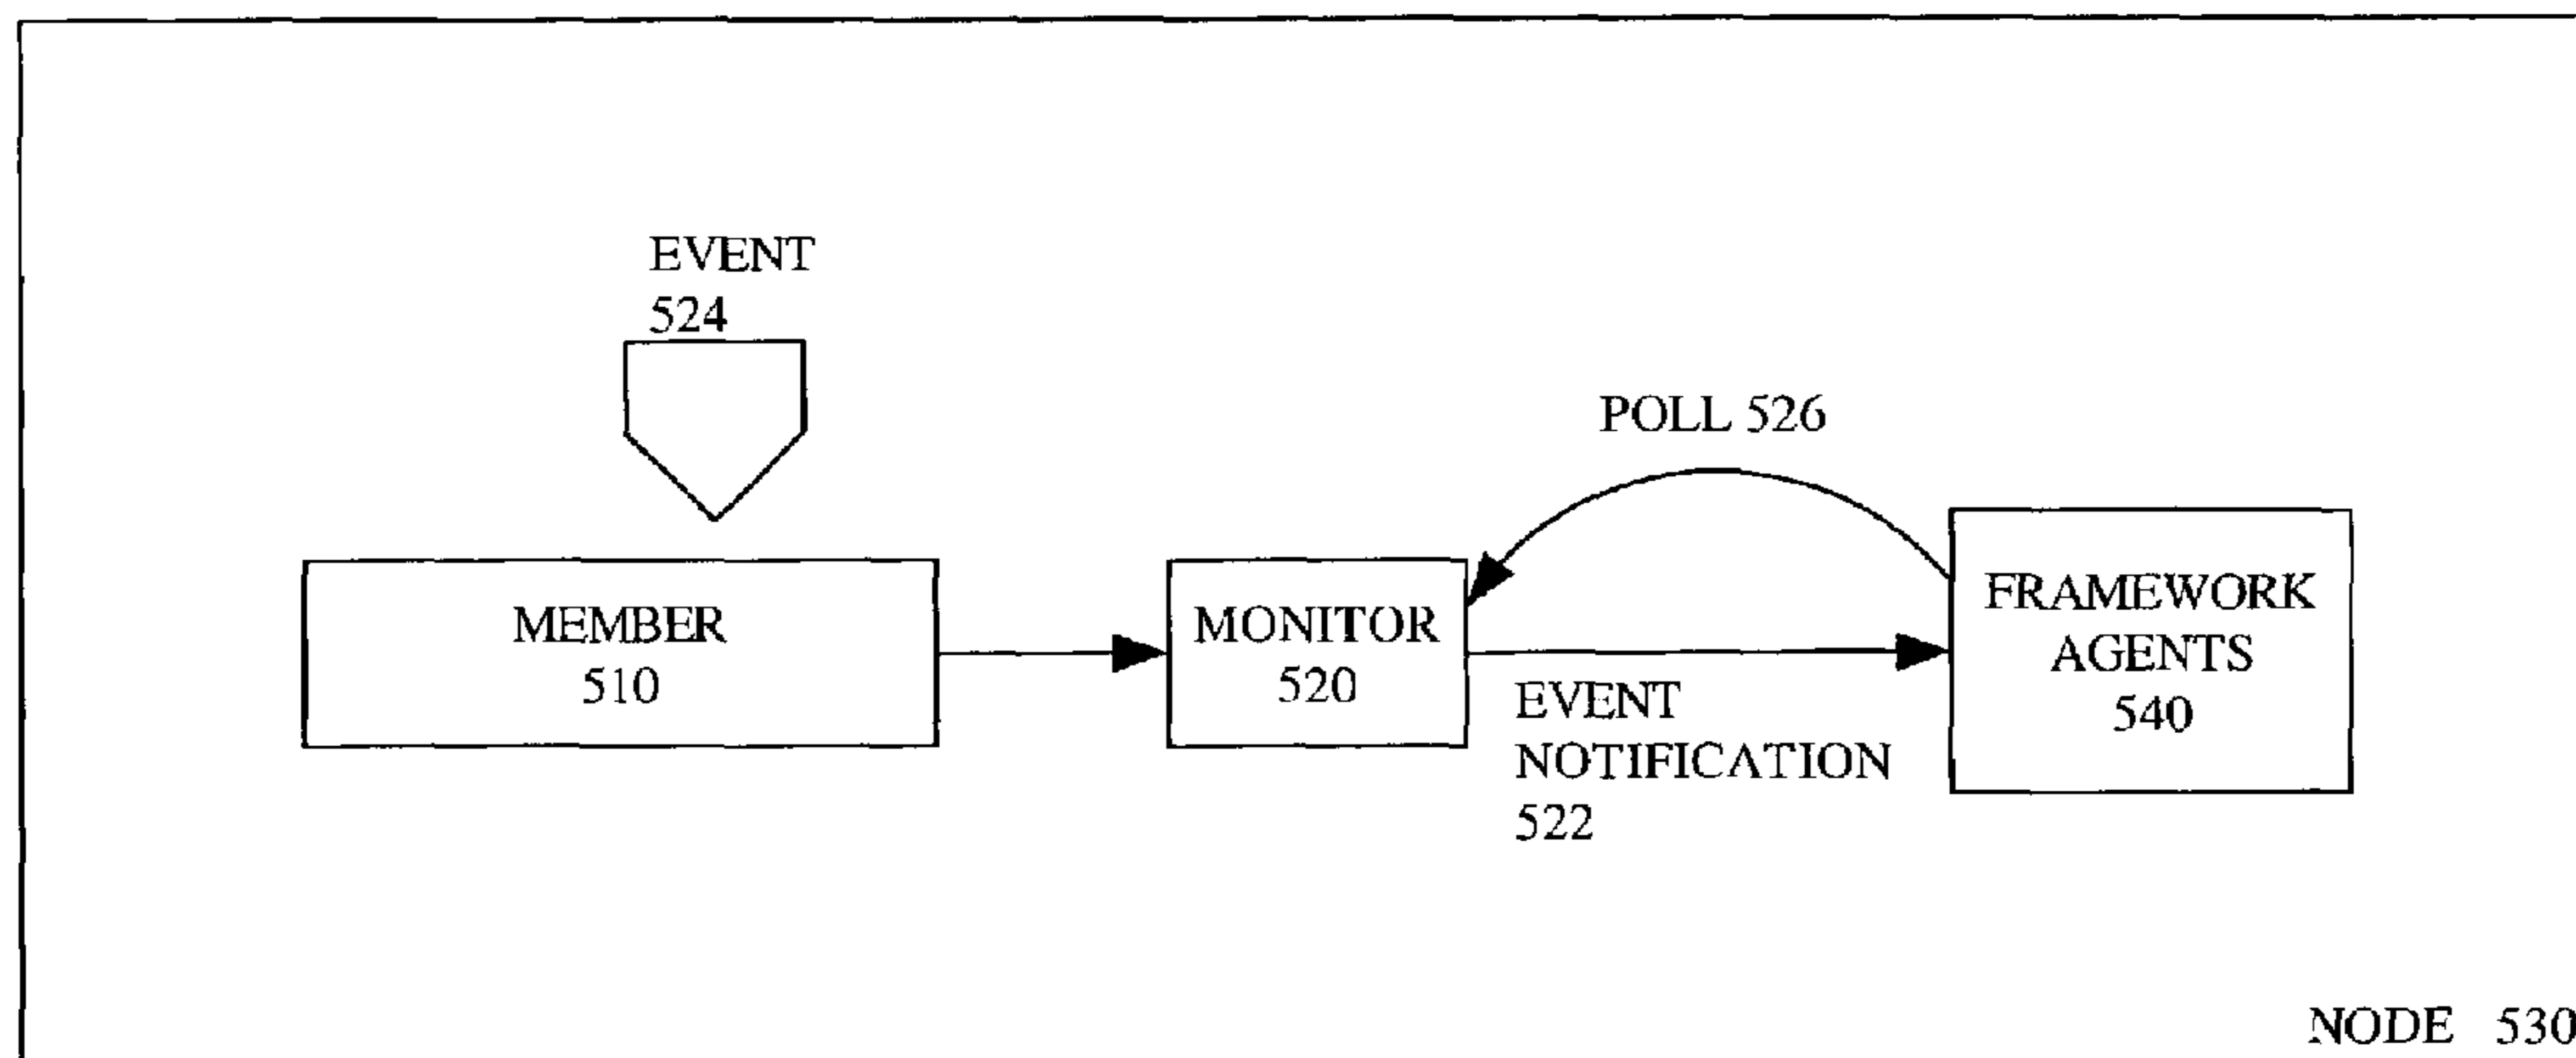 EVENT
524
POLL 526
MEMBER
510
MONITOR
520
EVENT
NOTIFICATION
522
FRAMEWORK
AGENTS
540
NODE 530